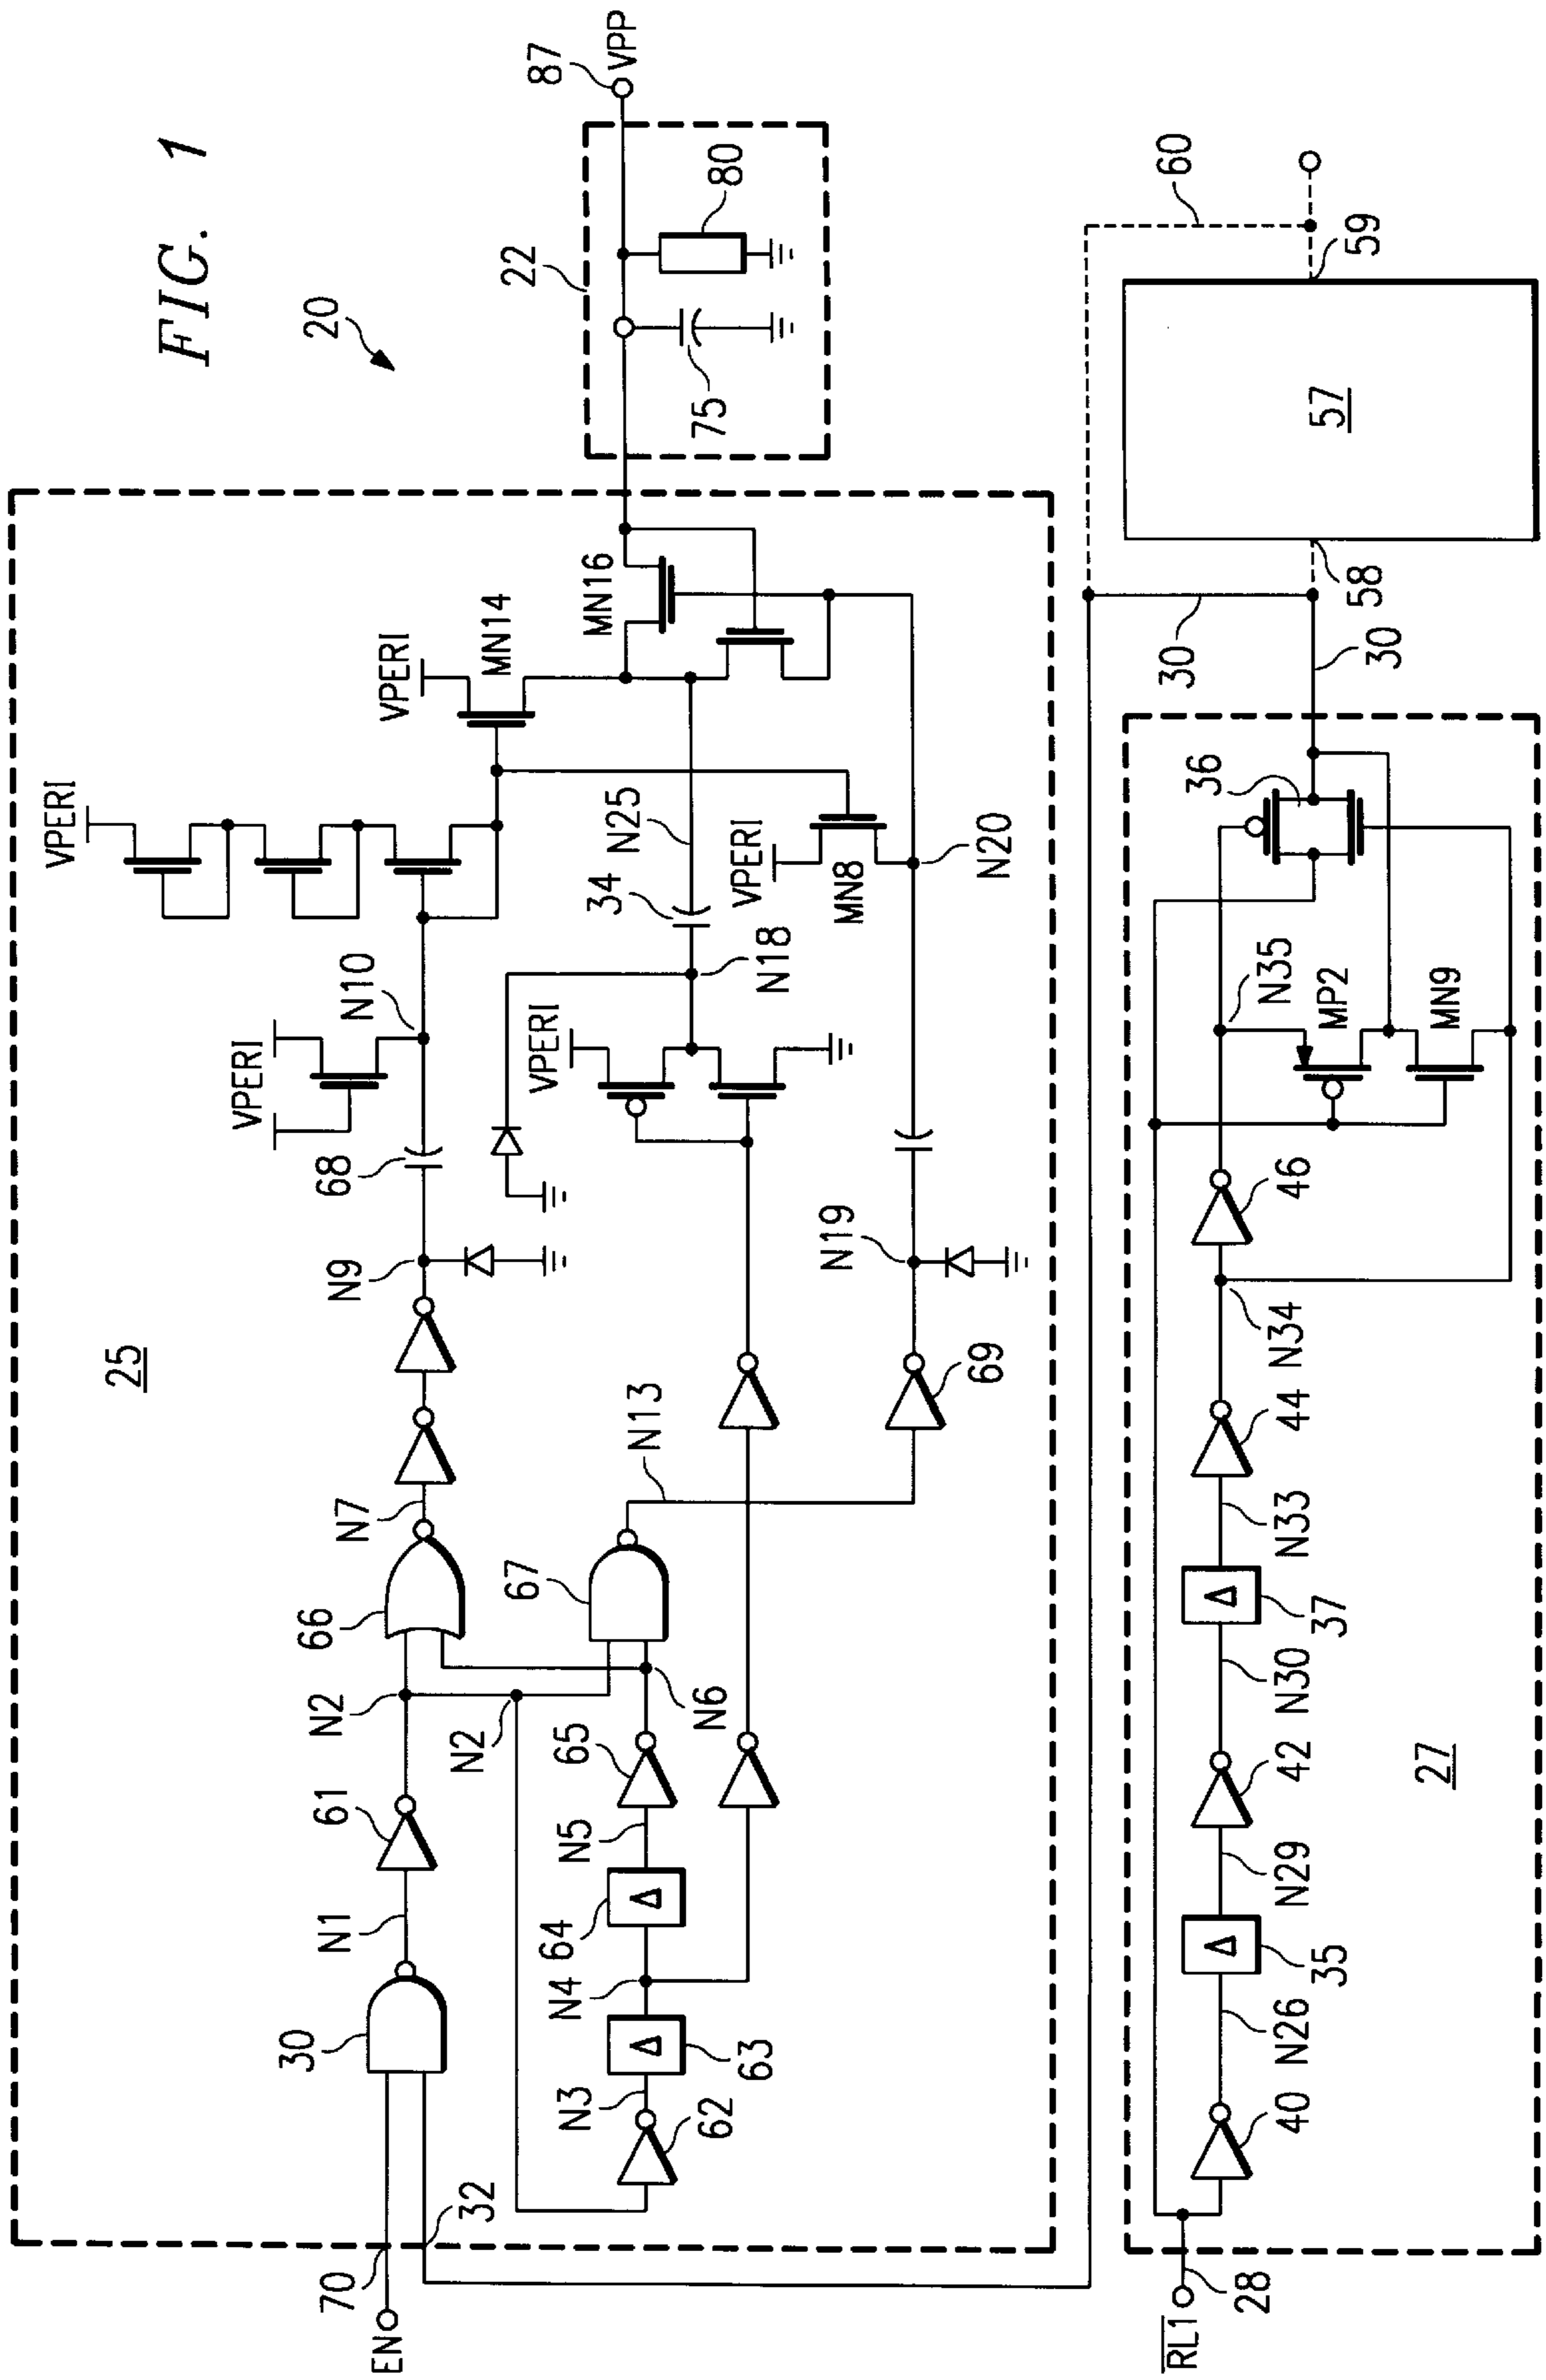 FIG. 1
20
25
VPERI
VPERI
VPERI
N10
MN14
68
N9
N7
66
N2
61
N1
30
70
EN
32
N2
N3
62
63
N4
64
N5
65
N6
67
N13
69
N19
VPERI
N18
34
N25
VPERI
MN8
N20
MN16
22
75
80
87
VPP
60
30
30
58
57
59
RL1
28
40
N26
35
N29
42
N30
37
N33
44
N34
46
N35
MP2
MN9
36
27
Δ
Δ
Δ
Δ